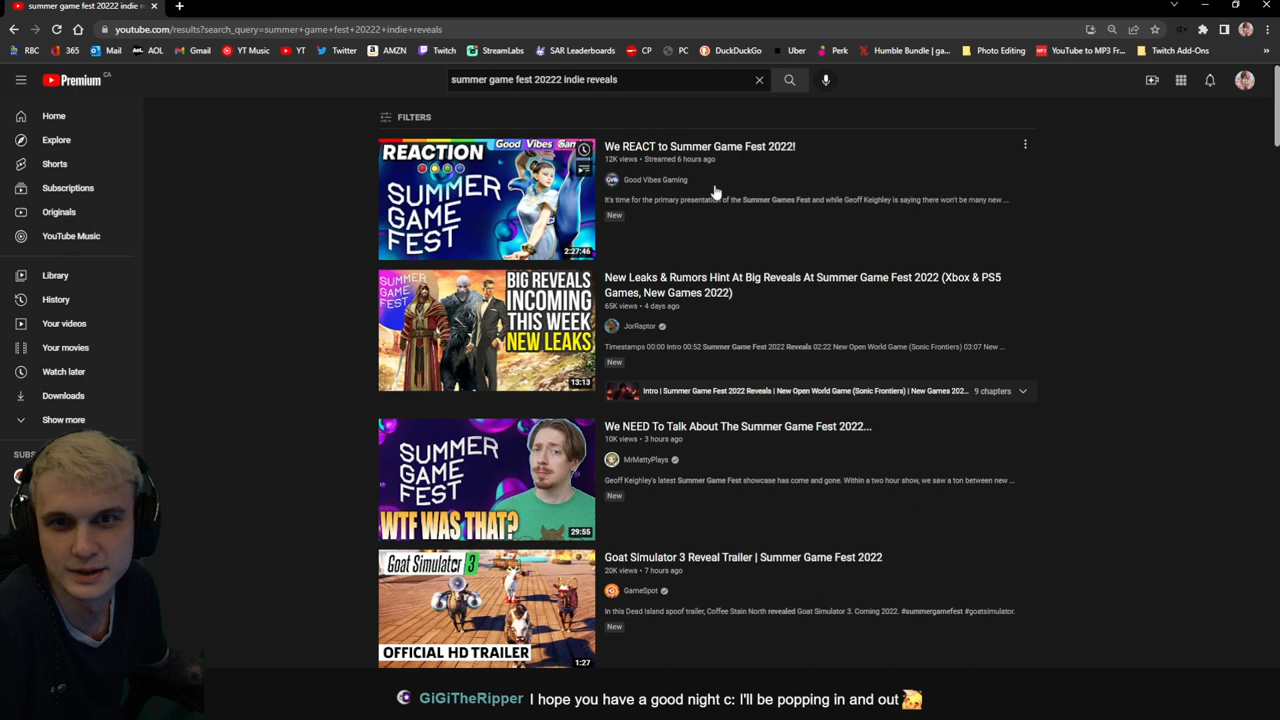 summer game fest 20222 indie re
youtube.com/results?search_query=summer+game+fest+20222+indie+reveals
RBC 365 Mail AOL Gmail YT Music YT Twitter AMZN Twitch StreamLabs SAR Leaderboards CP PC DuckDuckGo Uber Perk Humble Bundle | ga... Photo Editing YouTube to MP3 Fr... Twitch Add-Ons
Premium CA
summer game fest 20222 indie reveals
Home
Explore
Shorts
Subscriptions
Originals
YouTube Music
Library
History
Your videos
Your movies
Watch later
Downloads
Show more
SUBS
FILTERS
REACTION
Good Vibes Gam
SUMMER
GAME
FEST
2:27:46
We REACT to Summer Game Fest 2022!
12K views • Streamed 6 hours ago
Good Vibes Gaming
It's time for the primary presentation of the Summer Games Fest and while Geoff Keighley is saying there won't be many new ...
New
SUMMER
GAME
FEST
BIG REVEALS
INCOMING
THIS WEEK
NEW LEAKS
13:13
New Leaks & Rumors Hint At Big Reveals At Summer Game Fest 2022 (Xbox & PS5
Games, New Games 2022)
65K views • 4 days ago
JorRaptor
Timestamps 00:00 Intro 00:52 Summer Game Fest 2022 Reveals 02:22 New Open World Game (Sonic Frontiers) 03:07 New ...
New
Intro | Summer Game Fest 2022 Reveals | New Open World Game (Sonic Frontiers) | New Games 202... 9 chapters
SUMMER
GAME
FEST
WTF WAS THAT?
29:55
We NEED To Talk About The Summer Game Fest 2022...
10K views • 3 hours ago
MrMattyPlays
Geoff Keighley's latest Summer Game Fest showcase has come and gone. Within a two hour show, we saw a ton between new ...
New
Goat Simulator 3
OFFICIAL HD TRAILER
1:27
Goat Simulator 3 Reveal Trailer | Summer Game Fest 2022
20K views • 7 hours ago
GameSpot
In this Dead Island spoof trailer, Coffee Stain North revealed Goat Simulator 3. Coming 2022. #summergamefest #goatsimulator.
New
GiGiTheRipper I hope you have a good night c: I'll be popping in and out